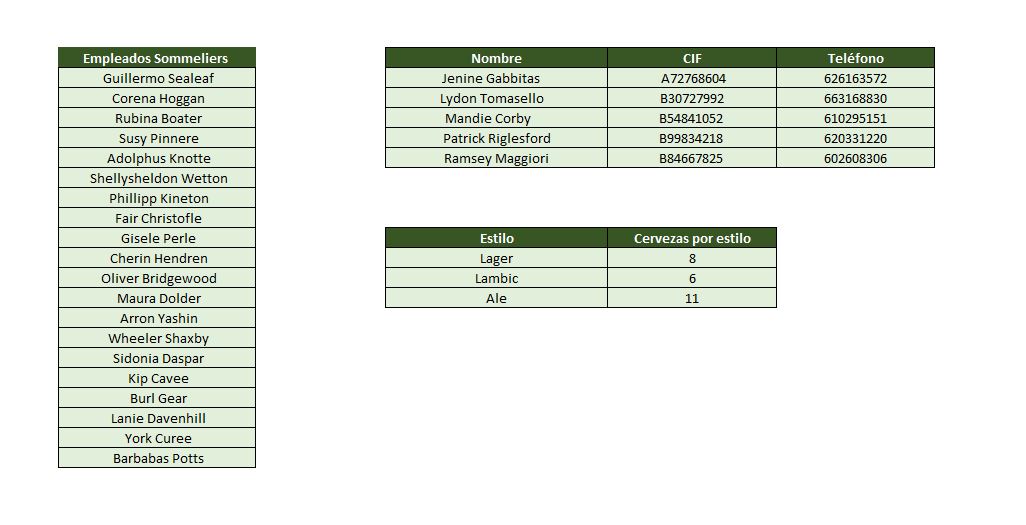 Empleados Sommeliers
Guillermo Sealeaf
Corena Hoggan
Rubina Boater
Susy Pinnere
Adolphus Knotte
Shellysheldon Wetton
Phillipp Kineton
Fair Christofle
Gisele Perle
Cherin Hendren
Oliver Bridgewood
Maura Dolder
Arron Yashin
Wheeler Shaxby
Sidonia Daspar
Kip Cavee
Burl Gear
Lanie Davenhill
York Curee
Barbabas Potts
Nombre CIF Teléfono
Jenine Gabbitas A72768604 626163572
Lydon Tomasello B30727992 663168830
Mandie Corby B54841052 610295151
Patrick Riglesford B99834218 620331220
Ramsey Maggiori B84667825 602608306
Estilo Cervezas por estilo
Lager 8
Lambic 6
Ale 11